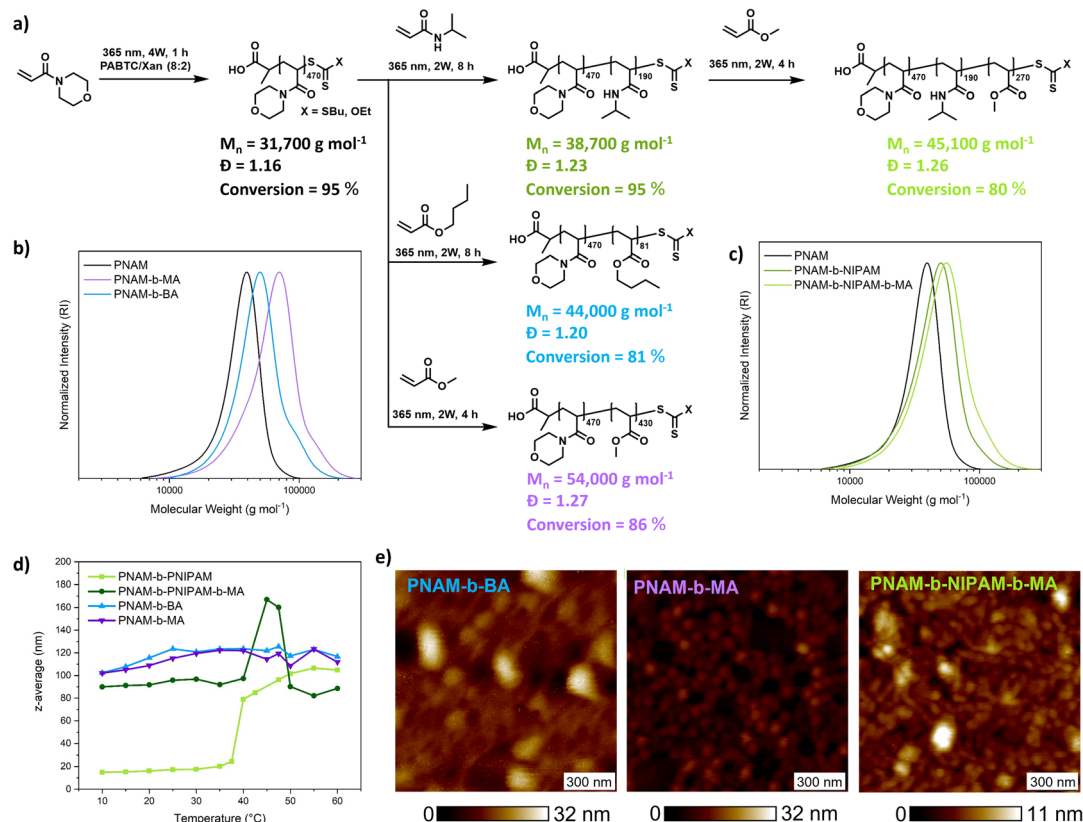 a)
365 nm, 4W, 1 h
PABTC/Xan (8:2)
O
N
O
HO
O
470
S
X
S
N
O
O
X = SBu, OEt
Mn = 31,700 g mol-1
Đ = 1.16
Conversion = 95 %
O
N
H
365 nm, 2W, 8 h
HO
O
470
190
S
X
S
N
O
O
HN
O
Mn = 38,700 g mol-1
Đ = 1.23
Conversion = 95 %
O
O
365 nm, 2W, 4 h
HO
O
470
190
270
S
X
S
N
O
O
HN
O
O
O
Mn = 45,100 g mol-1
Đ = 1.26
Conversion = 80 %
O
O
365 nm, 2W, 8 h
HO
O
470
81
S
X
S
N
O
O
O
O
Mn = 44,000 g mol-1
Đ = 1.20
Conversion = 81 %
O
O
365 nm, 2W, 4 h
HO
O
470
430
S
X
S
N
O
O
O
O
Mn = 54,000 g mol-1
Đ = 1.27
Conversion = 86 %
b)
PNAM
PNAM-b-MA
PNAM-b-BA
Normalized Intensity (RI)
10000
100000
Molecular Weight (g mol-1)
c)
PNAM
PNAM-b-NIPAM
PNAM-b-NIPAM-b-MA
Normalized Intensity (RI)
10000
100000
Molecular Weight (g mol-1)
d)
PNAM-b-PNIPAM
PNAM-b-PNIPAM-b-MA
PNAM-b-BA
PNAM-b-MA
z-average (nm)
200
180
160
140
120
100
80
60
40
20
0
10
20
30
40
50
60
Temperature (°C)
e)
PNAM-b-BA
300 nm
0
32 nm
PNAM-b-MA
300 nm
0
32 nm
PNAM-b-NIPAM-b-MA
300 nm
0
11 nm